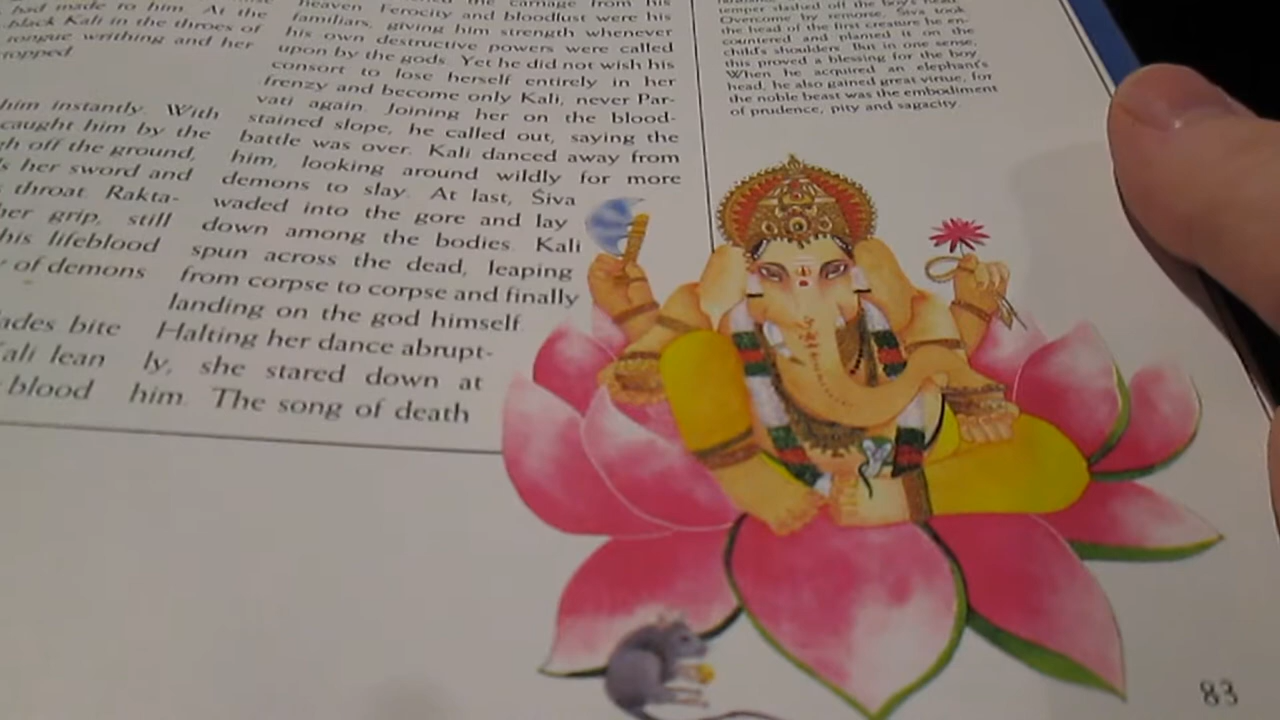 had made to him. At the
black Kali in the throes of
tongue writhing and her
him instantly. With
caught him by the
gh off the ground,
her sword and
throat. Rakta-
her grip, still
his lifeblood
of demons
ades bite
Kali lean
blood
the carnage from his
heaven Ferocity and bloodlust were his
familiars, giving him strength whenever
his own destructive powers were called
upon by the gods. Yet he did not wish his
consort to lose herself entirely in her
frenzy and become only Kali, never Par-
vati again. Joining her on the blood-
stained slope, he called out, saying the
battle was over. Kali danced away from
him, looking around wildly for more
demons to slay. At last, Śiva
waded into the gore and lay
down among the bodies. Kali
spun across the dead, leaping
from corpse to corpse and finally
landing on the god himself.
Halting her dance abrupt-
ly, she stared down at
him. The song of death
off the boy's head.
Overcome by remorse, Śiva took
the head of the first creature he en-
countered and planted it on the
child's shoulders. But in one sense,
this proved a blessing for the boy.
When he acquired an elephant's
head, he also gained great virtue, for
the noble beast was the embodiment
of prudence, pity and sagacity.
83